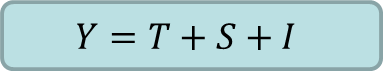 Y = T + S + I